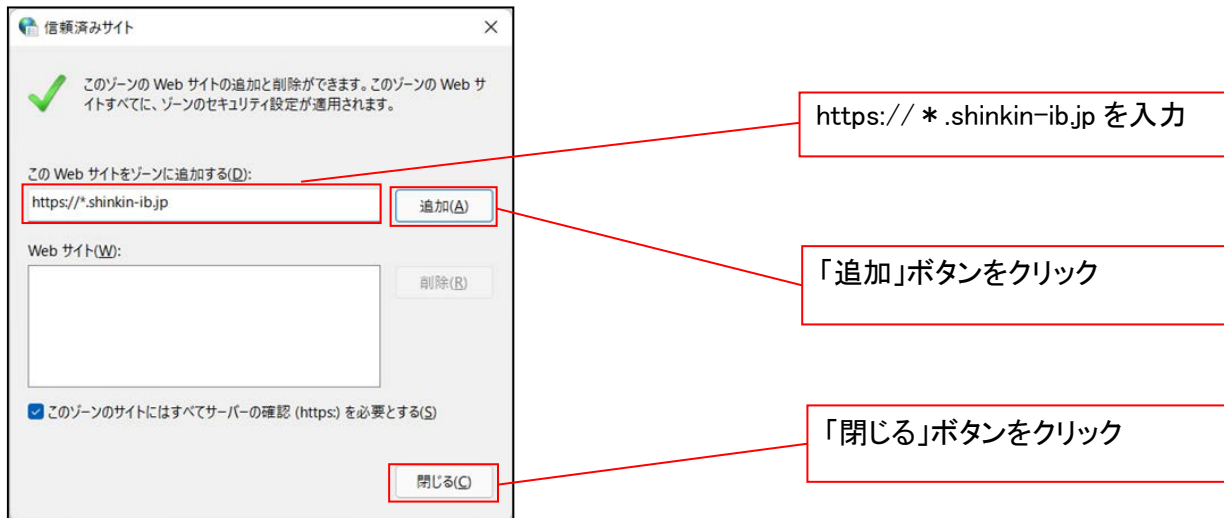 信頼済みサイト
このゾーンの Web サイトの追加と削除ができます。このゾーンの Web サ
イトすべてに、ゾーンのセキュリティ設定が適用されます。
https://＊.shinkin-ib.jp を入力
この Web サイトをゾーンに追加する(D):
https://*.shinkin-ib.jp
追加(A)
Web サイト(W):
「追加」ボタンをクリック
削除(R)
このゾーンのサイトにはすべてサーバーの確認 (https:) を必要とする(S)
「閉じる」ボタンをクリック
閉じる(C)